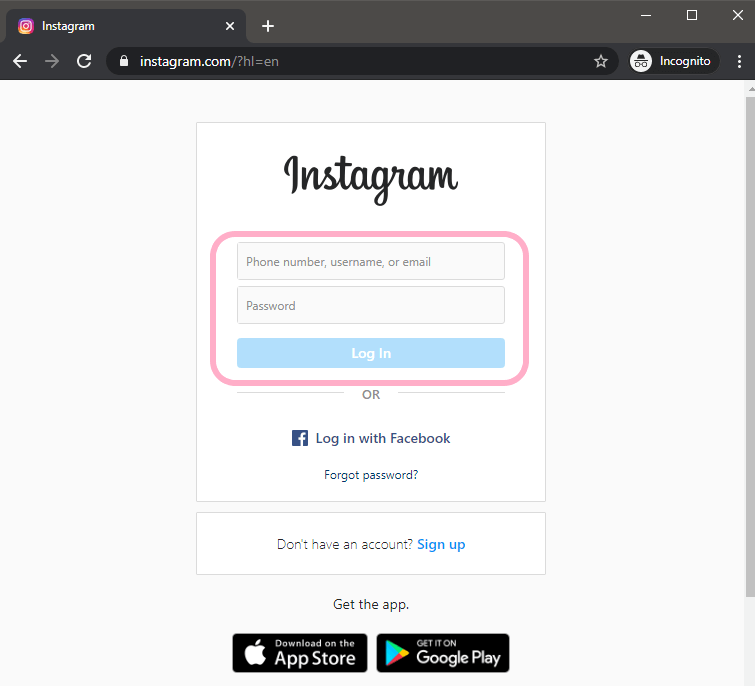 Instagram
instagram.com/?hl=en
Incognito
Instagram
Phone number, username, or email
Password
Log In
OR
Log in with Facebook
Forgot password?
Don't have an account? Sign up
Get the app.
Download on the
App Store
GET IT ON
Google Play